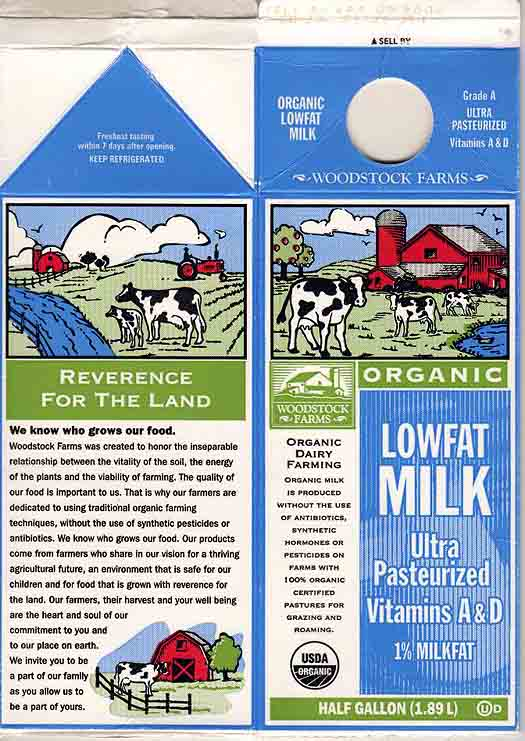 ▲ SELL BY
Freshest tasting
within 7 days after opening.
KEEP REFRIGERATED
ORGANIC
LOWFAT
MILK
Grade A
ULTRA
PASTEURIZED
Vitamins A & D
WOODSTOCK FARMS
REVERENCE
FOR THE LAND
We know who grows our food.
Woodstock Farms was created to honor the inseparable
relationship between the vitality of the soil, the energy
of the plants and the viability of farming. The quality of
our food is important to us. That is why our farmers are
dedicated to using traditional organic farming
techniques, without the use of synthetic pesticides or
antibiotics. We know who grows our food. Our products
come from farmers who share in our vision for a thriving
agricultural future, an environment that is safe for our
children and for food that is grown with reverence for
the land. Our farmers, their harvest and your well being
are the heart and soul of our
commitment to you and
to our place on earth.
We invite you to be
a part of our family
as you allow us to
be a part of yours.
ORGANIC
WOODSTOCK
FARMS
ORGANIC
DAIRY
FARMING
ORGANIC MILK
IS PRODUCED
WITHOUT THE USE
OF ANTIBIOTICS,
SYNTHETIC
HORMONES OR
PESTICIDES ON
FARMS WITH
100% ORGANIC
CERTIFIED
PASTURES FOR
GRAZING AND
ROAMING.
USDA
ORGANIC
LOWFAT
MILK
Ultra
Pasteurized
Vitamins A & D
1% MILKFAT
HALF GALLON (1.89 L)
U D